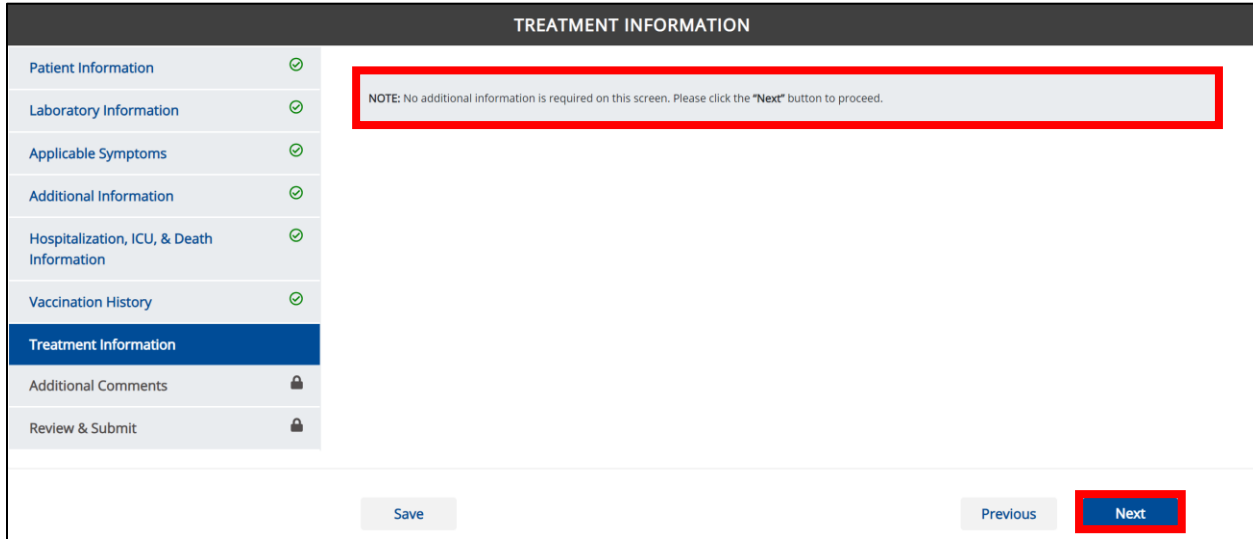 TREATMENT INFORMATION
Patient Information
Laboratory Information
Applicable Symptoms
Additional Information
Hospitalization, ICU, & Death
Information
Vaccination History
Treatment Information
Additional Comments
Review & Submit
NOTE: No additional information is required on this screen. Please click the "Next" button to proceed.
Save
Previous
Next